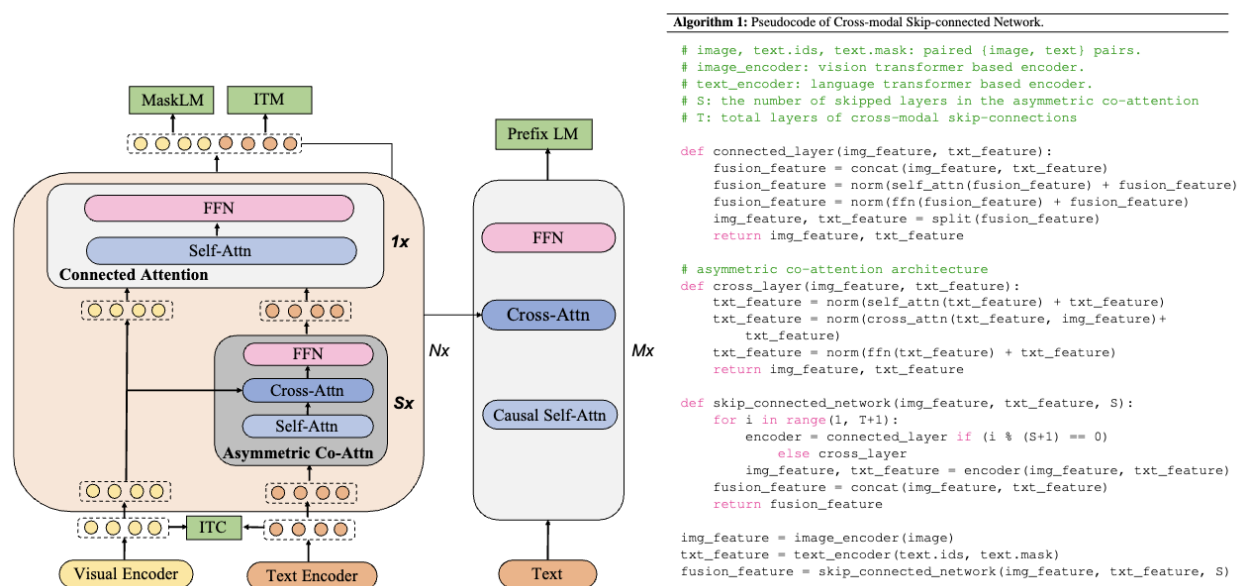 MaskLM
ITM
FFN
Self-Attn
1x
Connected Attention
FFN
Cross-Attn
Self-Attn
Sx
Asymmetric Co-Attn
Nx
ITC
Visual Encoder
Text Encoder
Prefix LM
FFN
Cross-Attn
Causal Self-Attn
Mx
Text
Algorithm 1: Pseudocode of Cross-modal Skip-connected Network.
# image, text.ids, text.mask: paired {image, text} pairs.
# image_encoder: vision transformer based encoder.
# text_encoder: language transformer based encoder.
# S: the number of skipped layers in the asymmetric co-attention
# T: total layers of cross-modal skip-connections
def connected_layer(img_feature, txt_feature):
    fusion_feature = concat(img_feature, txt_feature)
    fusion_feature = norm(self_attn(fusion_feature) + fusion_feature)
    fusion_feature = norm(ffn(fusion_feature) + fusion_feature)
    img_feature, txt_feature = split(fusion_feature)
    return img_feature, txt_feature
# asymmetric co-attention architecture
def cross_layer(img_feature, txt_feature):
    txt_feature = norm(self_attn(txt_feature) + txt_feature)
    txt_feature = norm(cross_attn(txt_feature, img_feature)+
        txt_feature)
    txt_feature = norm(ffn(txt_feature) + txt_feature)
    return img_feature, txt_feature
def skip_connected_network(img_feature, txt_feature, S):
    for i in range(1, T+1):
        encoder = connected_layer if (i % (S+1) == 0)
            else cross_layer
        img_feature, txt_feature = encoder(img_feature, txt_feature)
    fusion_feature = concat(img_feature, txt_feature)
    return fusion_feature
img_feature = image_encoder(image)
txt_feature = text_encoder(text.ids, text.mask)
fusion_feature = skip_connected_network(img_feature, txt_feature, S)